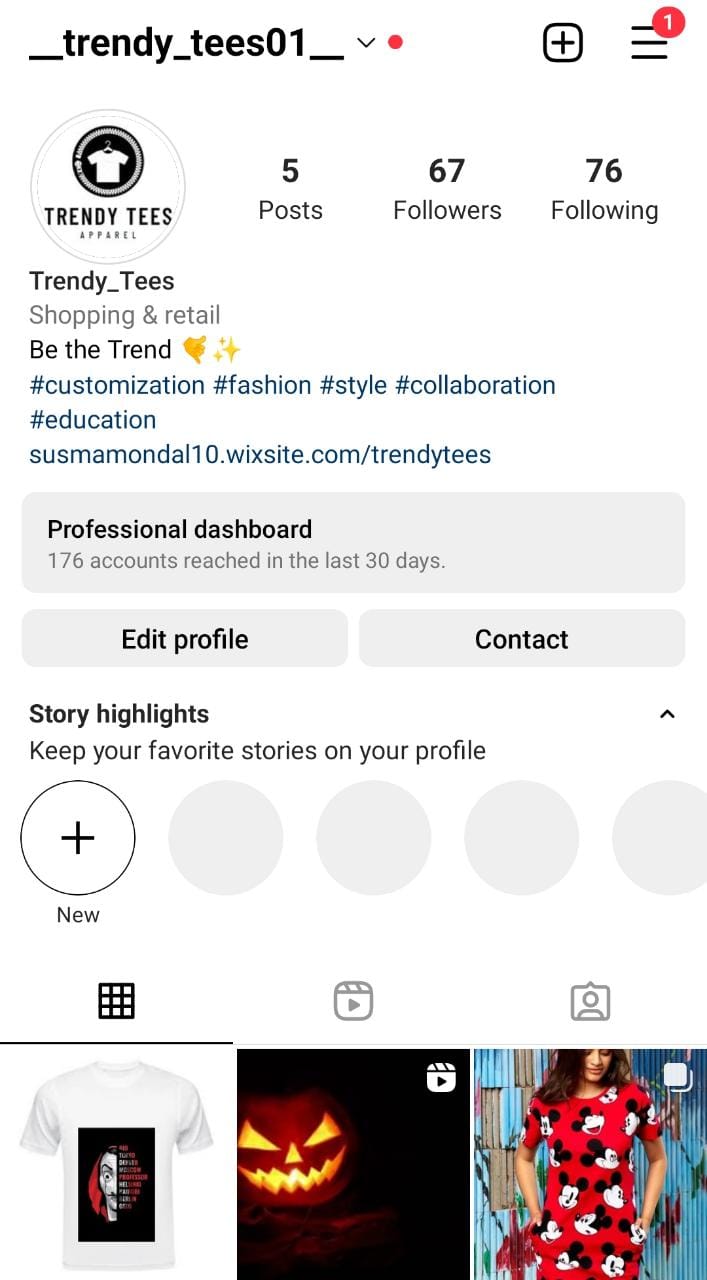 __trendy_tees01__
1
TRENDY TEES
APPAREL
5
Posts
67
Followers
76
Following
Trendy_Tees
Shopping & retail
Be the Trend 🤙✨
#customization #fashion #style #collaboration
#education
susmamondal10.wixsite.com/trendytees
Professional dashboard
176 accounts reached in the last 30 days.
Edit profile
Contact
Story highlights
Keep your favorite stories on your profile
New
TOKYO
DENVER
MOSCOW
PROFESSOR
HELSINKI
NAIROBI
BERLIN